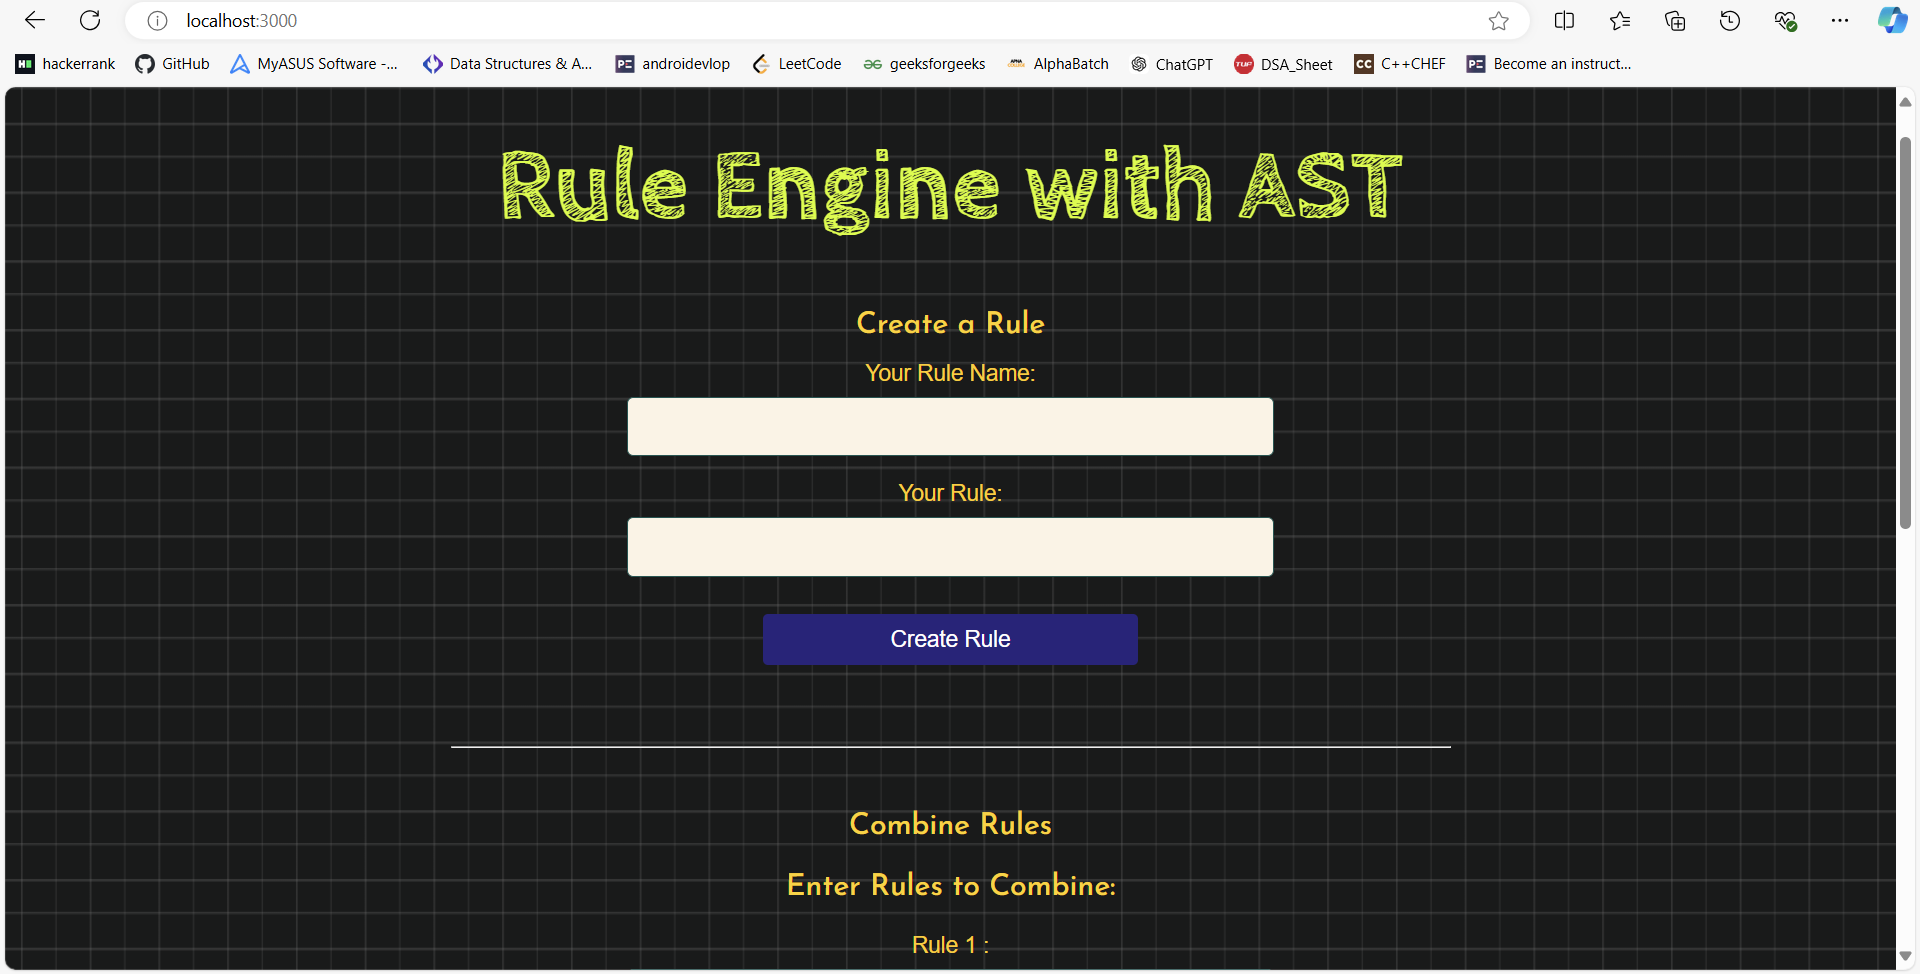 localhost:3000
hackerrank GitHub MyASUS Software -... Data Structures & A... androidevlop LeetCode geeksforgeeks AlphaBatch ChatGPT DSA_Sheet C++CHEF Become an instruct...
Rule Engine with AST
Create a Rule
Your Rule Name:
Your Rule:
Create Rule
Combine Rules
Enter Rules to Combine:
Rule 1 :